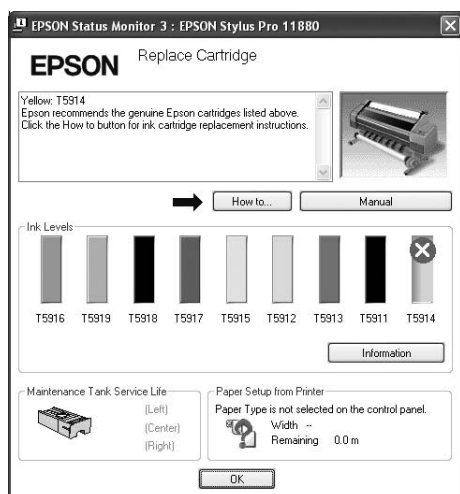 EPSON Status Monitor 3 : EPSON Stylus Pro 11880
EPSON
Replace Cartridge
Yellow: T5914
Epson recommends the genuine Epson cartridges listed above.
Click the How to button for ink cartridge replacement instructions.
How to...
Manual
Ink Levels
T5916 T5919 T5918 T5917 T5915 T5912 T5913 T5911 T5914
Information
Maintenance Tank Service Life
(Left)
(Center)
(Right)
Paper Setup from Printer
Paper Type is not selected on the control panel.
Width --
Remaining 0.0 m
OK